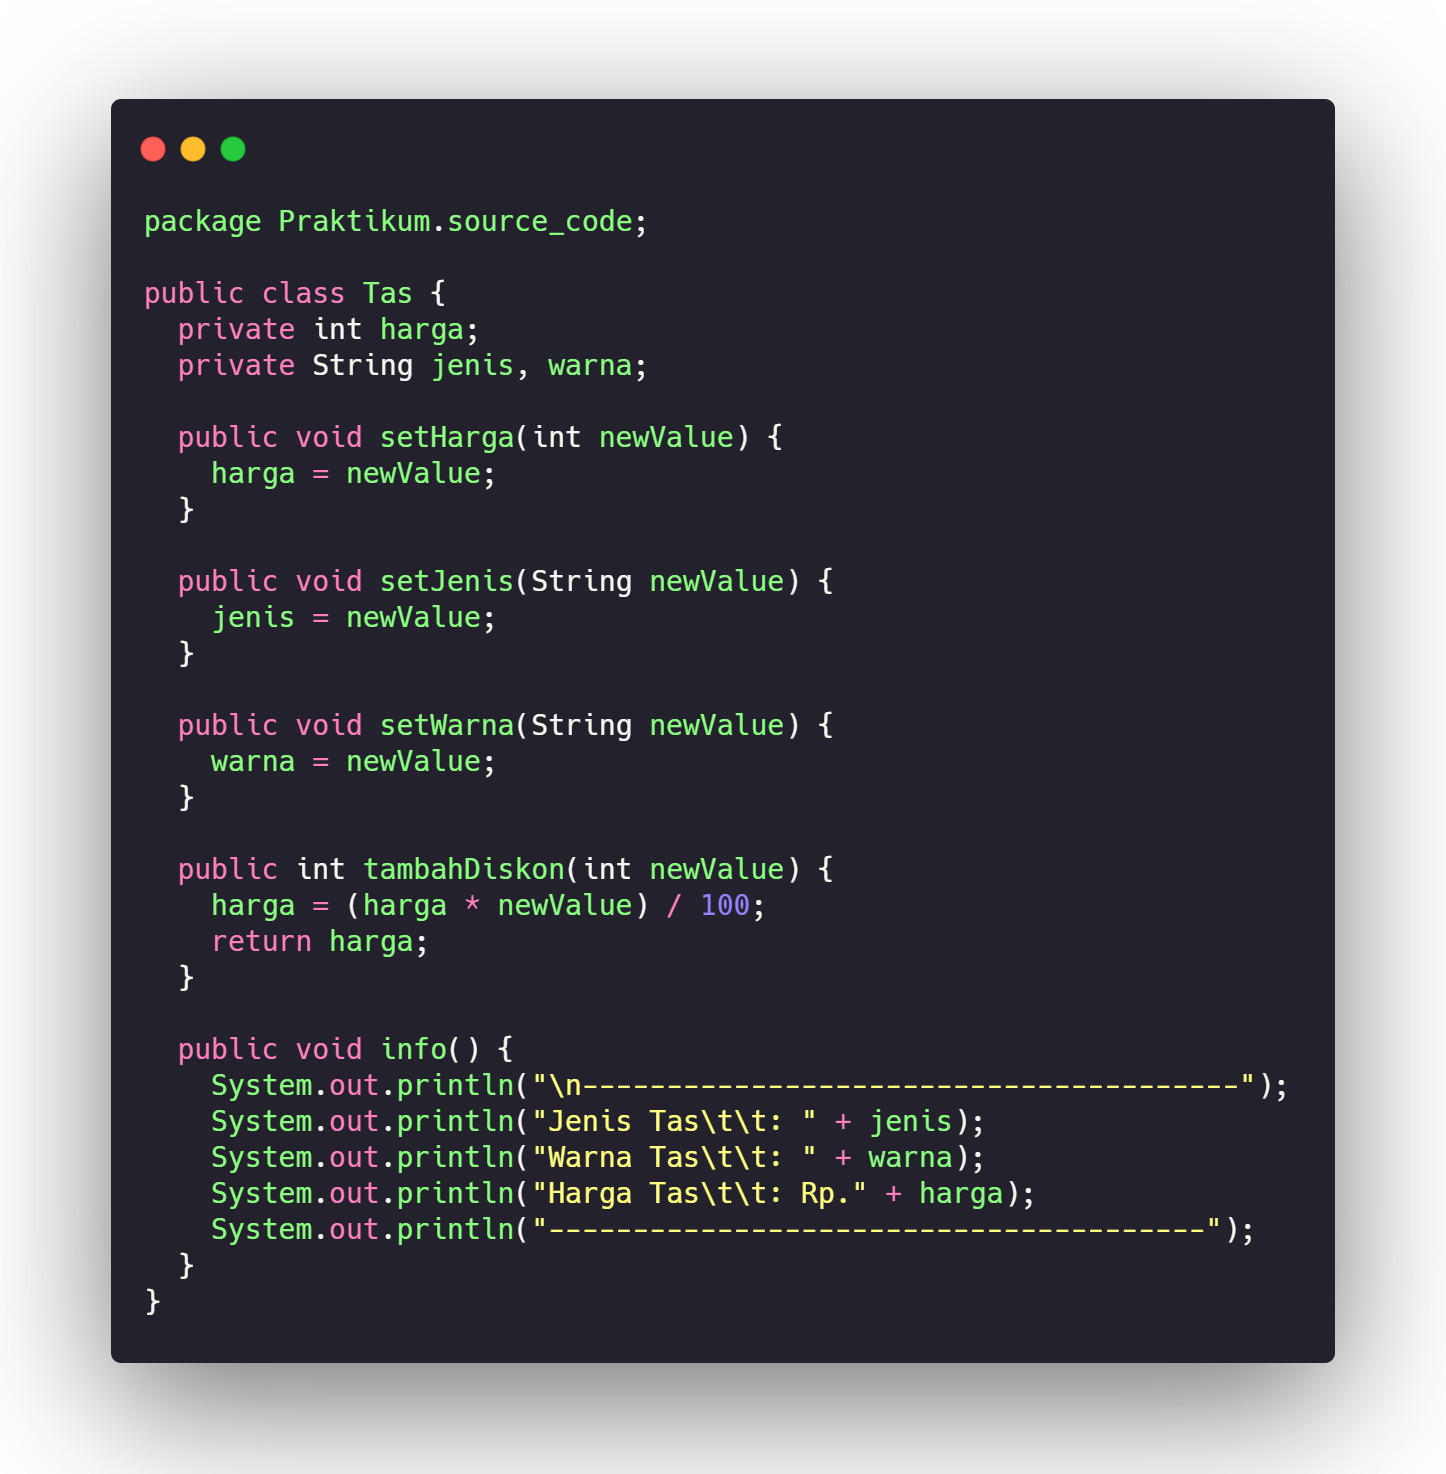 package Praktikum.source_code;

public class Tas {
  private int harga;
  private String jenis, warna;

  public void setHarga(int newValue) {
    harga = newValue;
  }

  public void setJenis(String newValue) {
    jenis = newValue;
  }

  public void setWarna(String newValue) {
    warna = newValue;
  }

  public int tambahDiskon(int newValue) {
    harga = (harga * newValue) / 100;
    return harga;
  }

  public void info() {
    System.out.println("\n---------------------------------------");
    System.out.println("Jenis Tas\t\t: " + jenis);
    System.out.println("Warna Tas\t\t: " + warna);
    System.out.println("Harga Tas\t\t: Rp." + harga);
    System.out.println("---------------------------------------");
  }
}